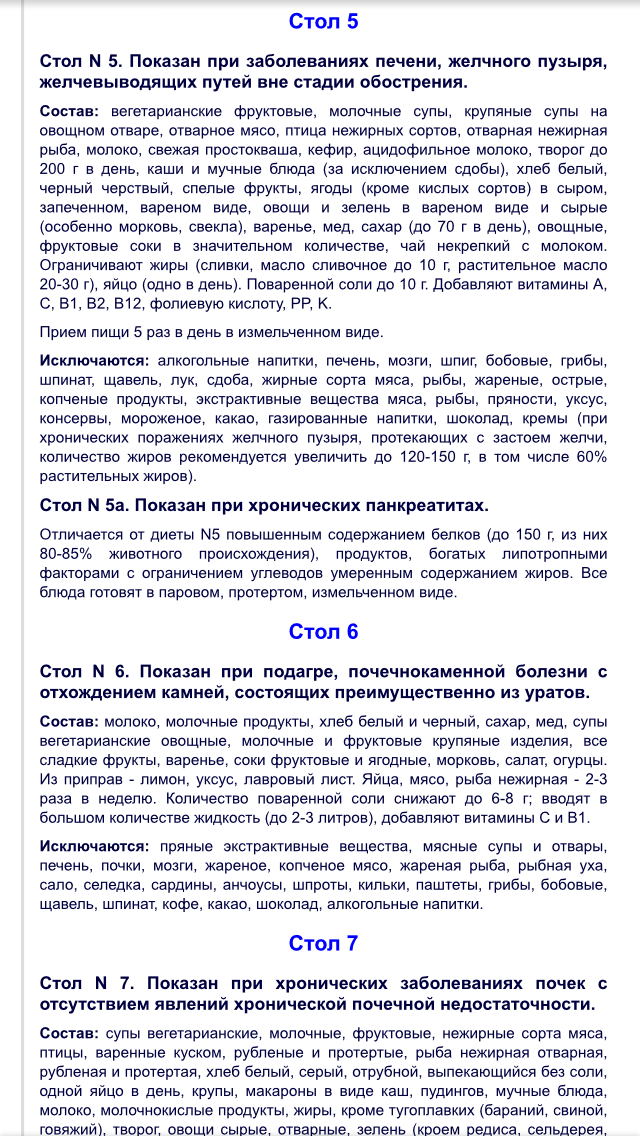 Стол 5
Стол N 5. Показан при заболеваниях печени, желчного пузыря,
желчевыводящих путей вне стадии обострения.
Состав: вегетарианские фруктовые, молочные супы, крупяные супы на
овощном отваре, отварное мясо, птица нежирных сортов, отварная нежирная
рыба, молоко, свежая простокваша, кефир, ацидофильное молоко, творог до
200 г в день, каши и мучные блюда (за исключением сдобы), хлеб белый,
черный черствый, спелые фрукты, ягоды (кроме кислых сортов) в сыром,
запеченном, вареном виде, овощи и зелень в вареном виде и сырые
(особенно морковь, свекла), варенье, мед, сахар (до 70 г в день), овощные,
фруктовые соки в значительном количестве, чай некрепкий с молоком.
Ограничивают жиры (сливки, масло сливочное до 10 г, растительное масло
20-30 г), яйцо (одно в день). Поваренной соли до 10 г. Добавляют витамины А,
С, В1, В2, В12, фолиевую кислоту, РР, К.
Прием пищи 5 раз в день в измельченном виде.
Исключаются: алкогольные напитки, печень, мозги, шпиг, бобовые, грибы,
шпинат, щавель, лук, сдоба, жирные сорта мяса, рыбы, жареные, острые,
копченые продукты, экстрактивные вещества мяса, рыбы, пряности, уксус,
консервы, мороженое, какао, газированные напитки, шоколад, кремы (при
хронических поражениях желчного пузыря, протекающих с застоем желчи,
количество жиров рекомендуется увеличить до 120-150 г, в том числе 60%
растительных жиров).
Стол N 5а. Показан при хронических панкреатитах.
Отличается от диеты N5 повышенным содержанием белков (до 150 г, из них
80-85% животного происхождения), продуктов, богатых липотропными
факторами с ограничением углеводов умеренным содержанием жиров. Все
блюда готовят в паровом, протертом, измельченном виде.
Стол 6
Стол N 6. Показан при подагре, почечнокаменной болезни с
отхождением камней, состоящих преимущественно из уратов.
Состав: молоко, молочные продукты, хлеб белый и черный, сахар, мед, супы
вегетарианские овощные, молочные и фруктовые крупяные изделия, все
сладкие фрукты, варенье, соки фруктовые и ягодные, морковь, салат, огурцы.
Из приправ - лимон, уксус, лавровый лист. Яйца, мясо, рыба нежирная - 2-3
раза в неделю. Количество поваренной соли снижают до 6-8 г; вводят в
большом количестве жидкость (до 2-3 литров), добавляют витамины С и В1.
Исключаются: пряные экстрактивные вещества, мясные супы и отвары,
печень, почки, мозги, жареное, копченое мясо, жареная рыба, рыбная уха,
сало, селедка, сардины, анчоусы, шпроты, кильки, паштеты, грибы, бобовые,
щавель, шпинат, кофе, какао, шоколад, алкогольные напитки.
Стол 7
Стол N 7. Показан при хронических заболеваниях почек с
отсутствием явлений хронической почечной недостаточности.
Состав: супы вегетарианские, молочные, фруктовые, нежирные сорта мяса,
птицы, варенные куском, рубленые и протертые, рыба нежирная отварная,
рубленая и протертая, хлеб белый, серый, отрубной, выпекающийся без соли,
одной яйцо в день, крупы, макароны в виде каш, пудингов, мучные блюда,
молоко, молочнокислые продукты, жиры, кроме тугоплавких (бараний, свиной,
говяжий), творог, овощи сырые, отварные, зелень (кроем редиса, сельдерея,